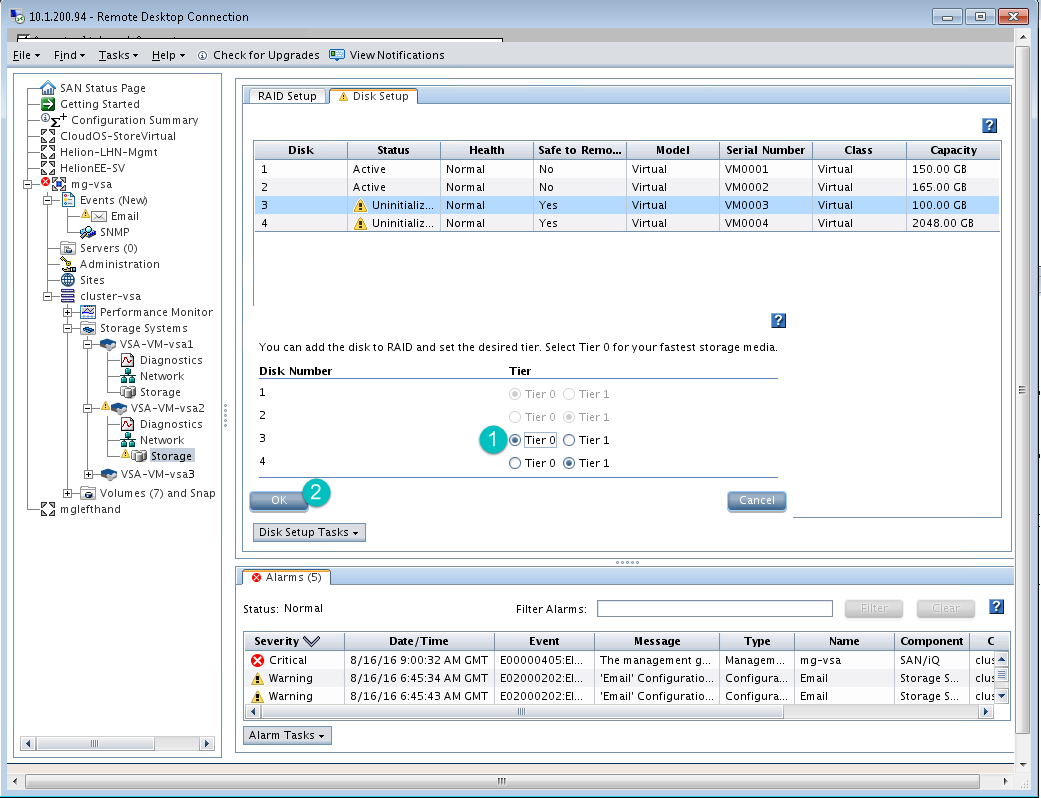 10.1.200.94 - Remote Desktop Connection
File Find Tasks Help Check for Upgrades View Notifications
SAN Status Page
Getting Started
Configuration Summary
CloudOS-StoreVirtual
Helion-LHN-Mgmt
HelionEE-SV
mg-vsa
Events (New)
Email
SNMP
Servers (0)
Administration
Sites
cluster-vsa
Performance Monitor
Storage Systems
VSA-VM-vsa1
Diagnostics
Network
Storage
VSA-VM-vsa2
Diagnostics
Network
Storage
VSA-VM-vsa3
Volumes (7) and Snap
mglefthand
RAID Setup Disk Setup
?
Disk Status Health Safe to Remo... Model Serial Number Class Capacity
1 Active Normal No Virtual VM0001 Virtual 150.00 GB
2 Active Normal No Virtual VM0002 Virtual 165.00 GB
3 Uninitializ... Normal Yes Virtual VM0003 Virtual 100.00 GB
4 Uninitializ... Normal Yes Virtual VM0004 Virtual 2048.00 GB
?
You can add the disk to RAID and set the desired tier. Select Tier 0 for your fastest storage media.
Disk Number Tier
1 Tier 0 Tier 1
2 Tier 0 Tier 1
3 1 Tier 0 Tier 1
4 Tier 0 Tier 1
OK 2 Cancel
Disk Setup Tasks
Alarms (5)
Status: Normal Filter Alarms: Filter Clear ?
Severity Date/Time Event Message Type Name Component C
Critical 8/16/16 9:00:32 AM GMT E00000405:El... The management g... Managem... mg-vsa SAN/iQ clus
Warning 8/16/16 6:45:34 AM GMT E02000202:El... 'Email' Configuratio... Configura... Email Storage S... clus
Warning 8/16/16 6:45:43 AM GMT E02000202:El... 'Email' Configuratio... Configura... Email Storage S... clus
Alarm Tasks